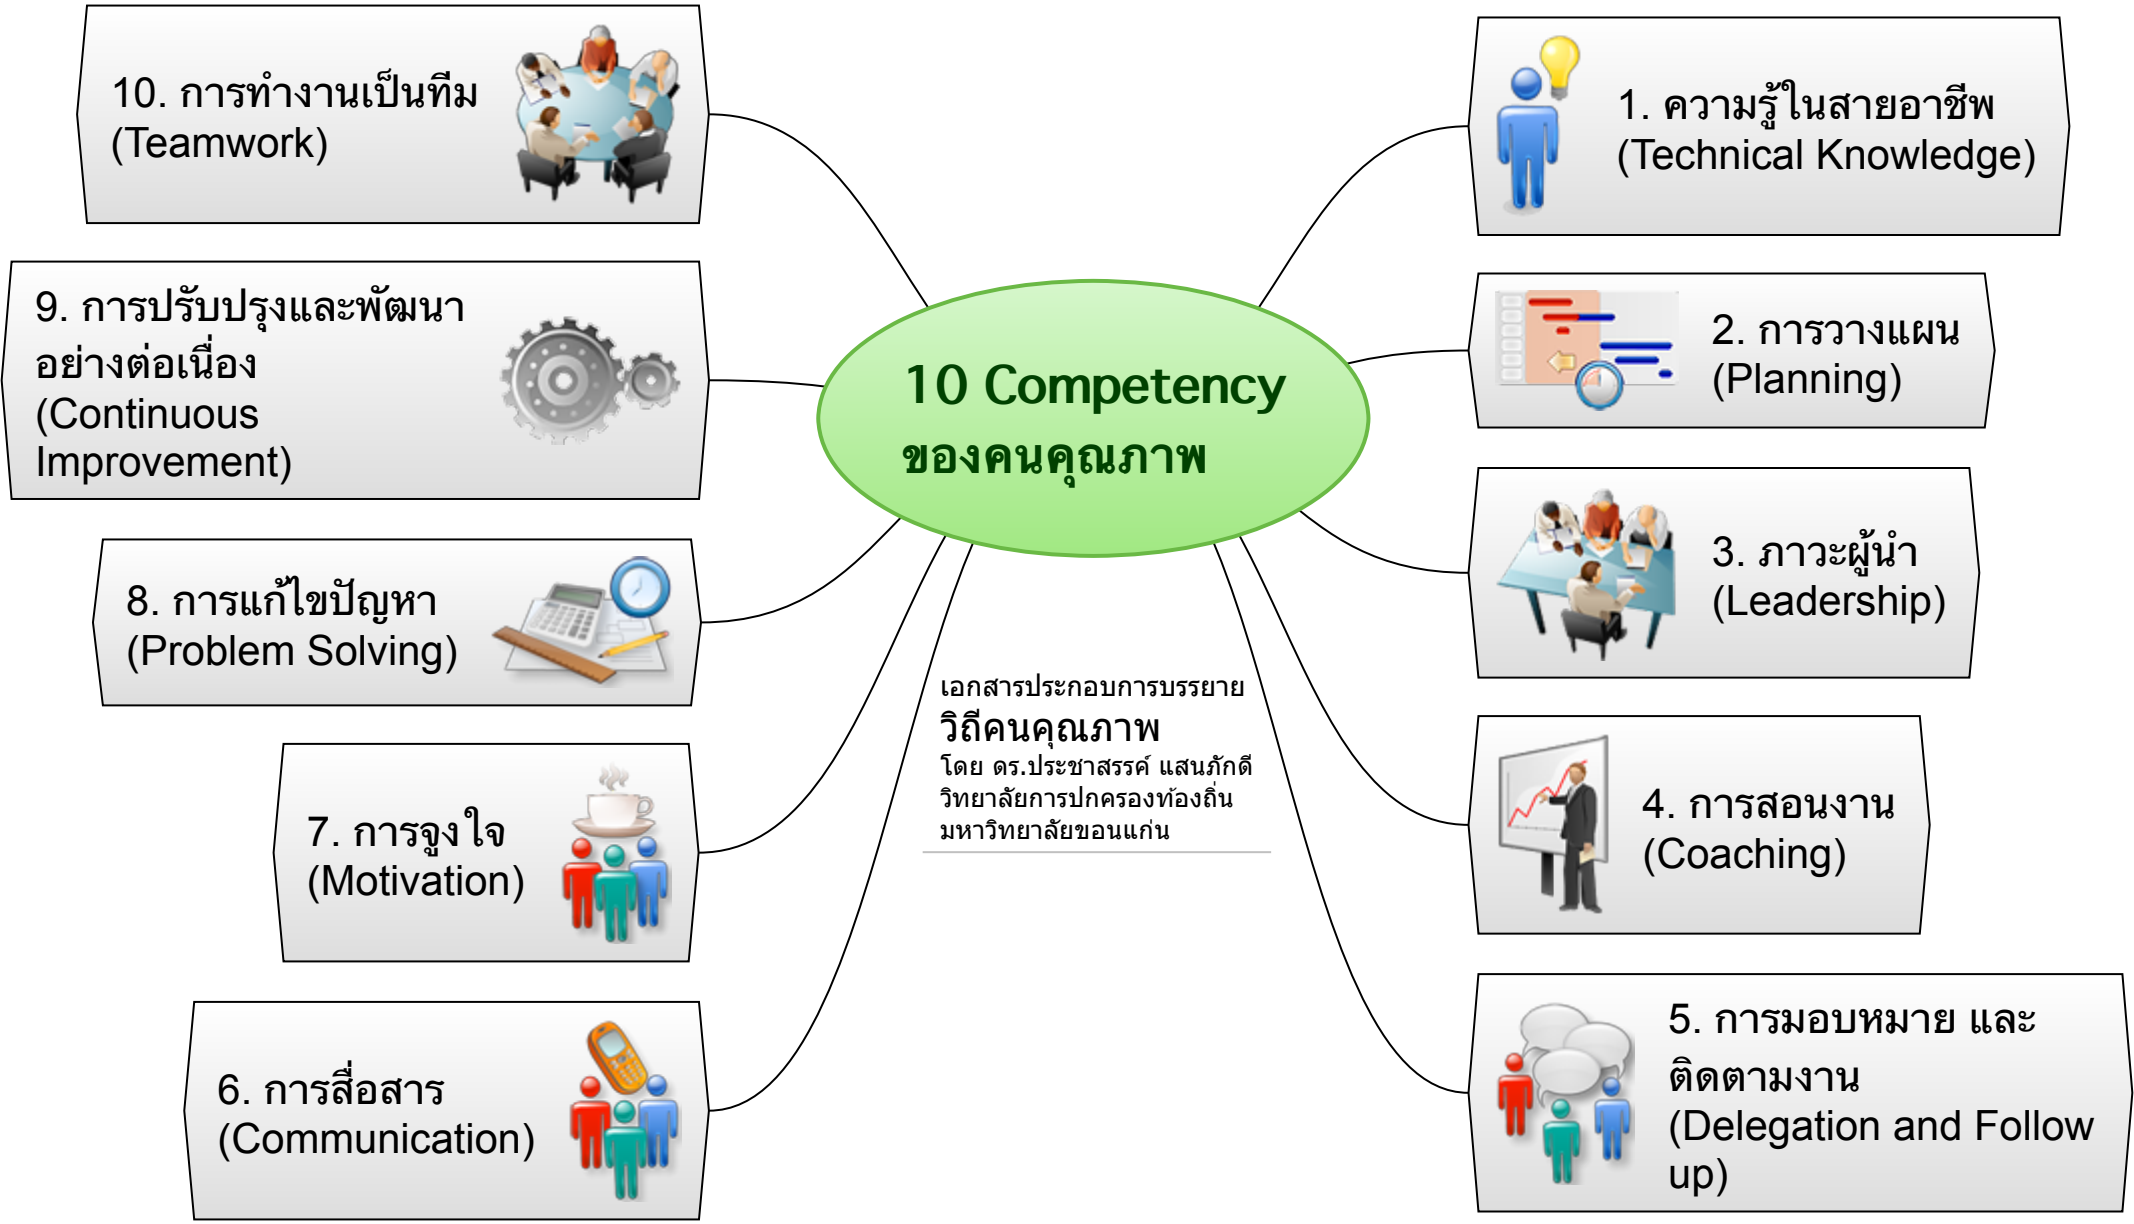 10 Competency
ของคนคุณภาพ
1. ความรู้ในสายอาชีพ
(Technical Knowledge)
2. การวางแผน
(Planning)
3. ภาวะผู้นำ
(Leadership)
4. การสอนงาน
(Coaching)
5. การมอบหมาย และ
ติดตามงาน
(Delegation and Follow
up)
6. การสื่อสาร
(Communication)
7. การจูงใจ
(Motivation)
8. การแก้ไขปัญหา
(Problem Solving)
9. การปรับปรุงและพัฒนา
อย่างต่อเนื่อง
(Continuous
Improvement)
10. การทำงานเป็นทีม
(Teamwork)
เอกสารประกอบการบรรยาย
วิถีคนคุณภาพ
โดย ดร.ประชาสรรค์ แสนภักดี
วิทยาลัยการปกครองท้องถิ่น
มหาวิทยาลัยขอนแก่น